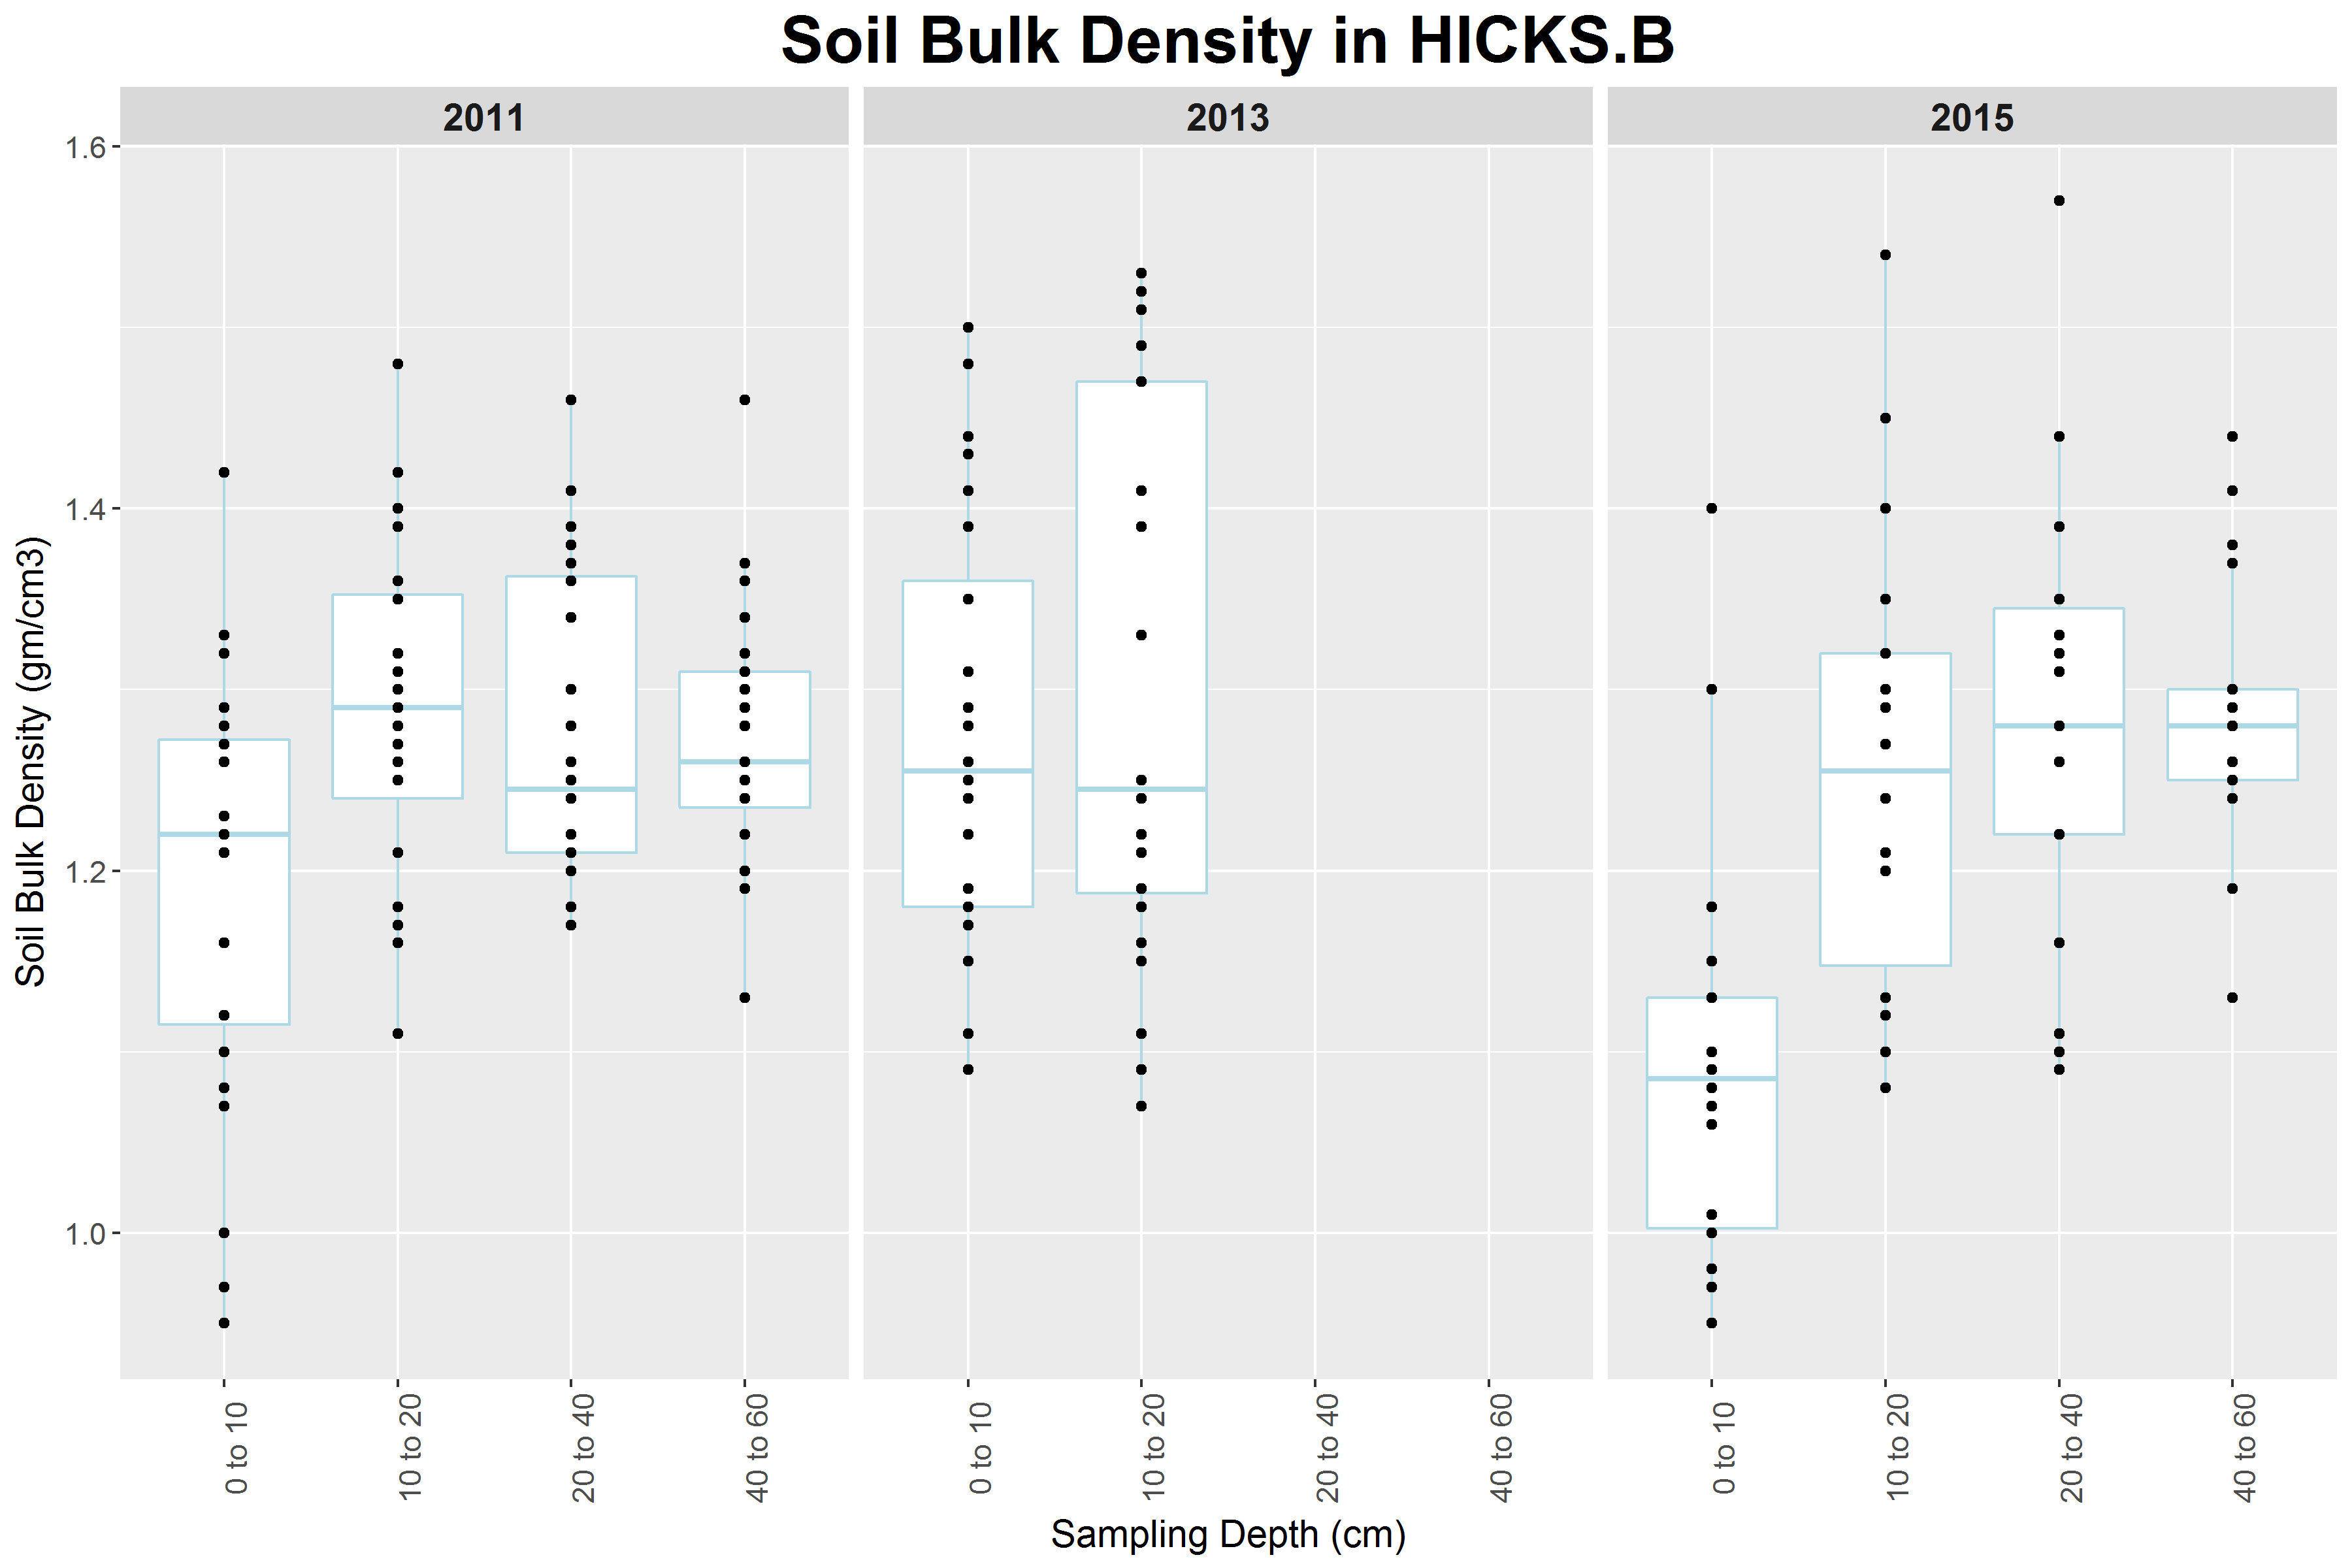 Soil Bulk Density in HICKS.B
2011 2013 2015
1.6
1.4
1.2
1.0
Soil Bulk Density (gm/cm3)
0 to 10 10 to 20 20 to 40 40 to 60 0 to 10 10 to 20 20 to 40 40 to 60 0 to 10 10 to 20 20 to 40 40 to 60
Sampling Depth (cm)